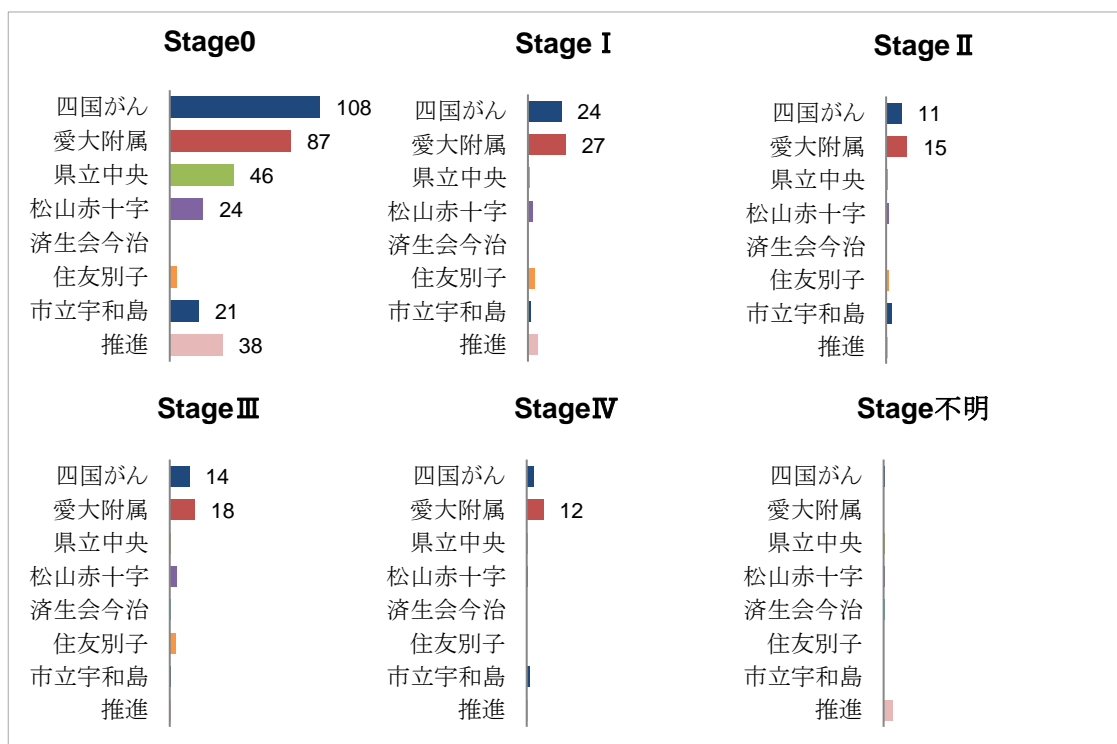 Stage0
四国がん 108
愛大附属 87
県立中央 46
松山赤十字 24
済生会今治
住友別子
市立宇和島 21
推進 38
StageⅠ
四国がん 24
愛大附属 27
県立中央
松山赤十字
済生会今治
住友別子
市立宇和島
推進
StageⅡ
四国がん 11
愛大附属 15
県立中央
松山赤十字
済生会今治
住友別子
市立宇和島
推進
StageⅢ
四国がん 14
愛大附属 18
県立中央
松山赤十字
済生会今治
住友別子
市立宇和島
推進
StageⅣ
四国がん
愛大附属 12
県立中央
松山赤十字
済生会今治
住友別子
市立宇和島
推進
Stage不明
四国がん
愛大附属
県立中央
松山赤十字
済生会今治
住友別子
市立宇和島
推進